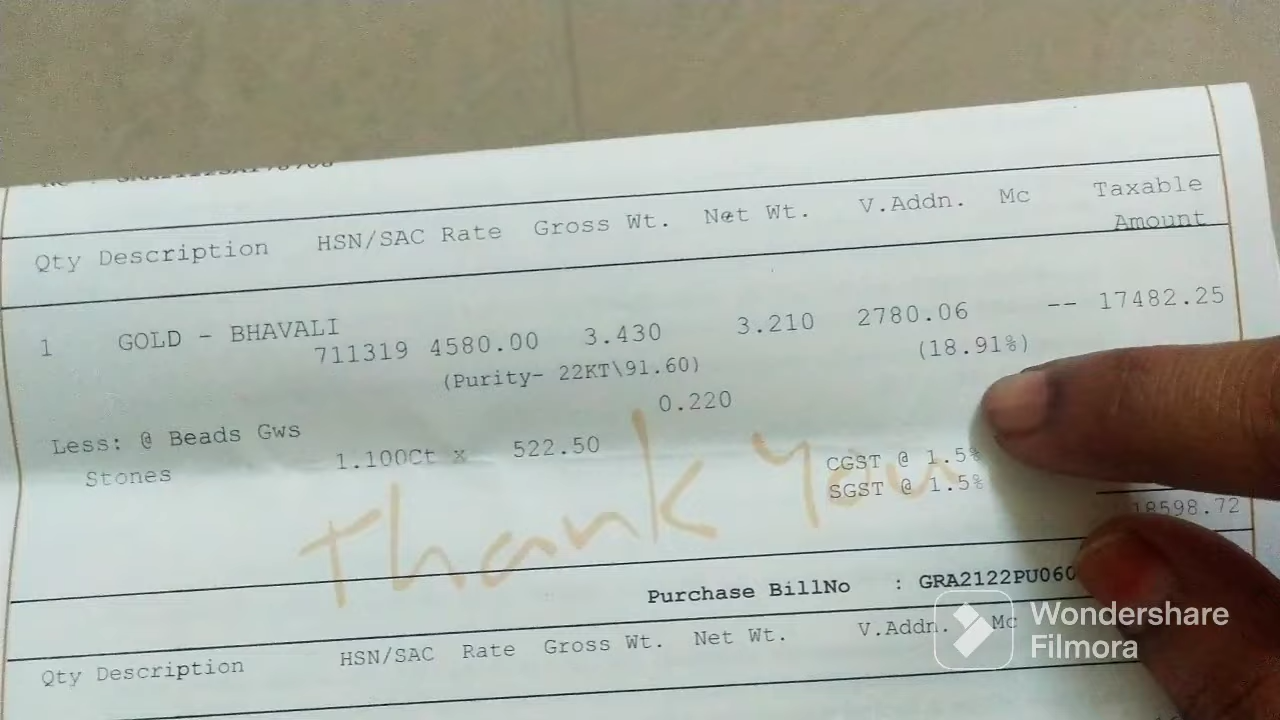 Qty Description HSN/SAC Rate Gross Wt. Net Wt. V.Addn. Mc Taxable
Amount
1 GOLD - BHAVALI
711319 4580.00 3.430 3.210 2780.06 -- 17482.25
(Purity- 22KT\91.60) (18.91%)
Less: @ Beads Gws 0.220
Stones 1.100Ct x 522.50
CGST @ 1.5%
SGST @ 1.5%
18598.72
Thank You
Purchase BillNo : GRA2122PU060
Qty Description HSN/SAC Rate Gross Wt. Net Wt. V.Addn. Mc
Wondershare
Filmora